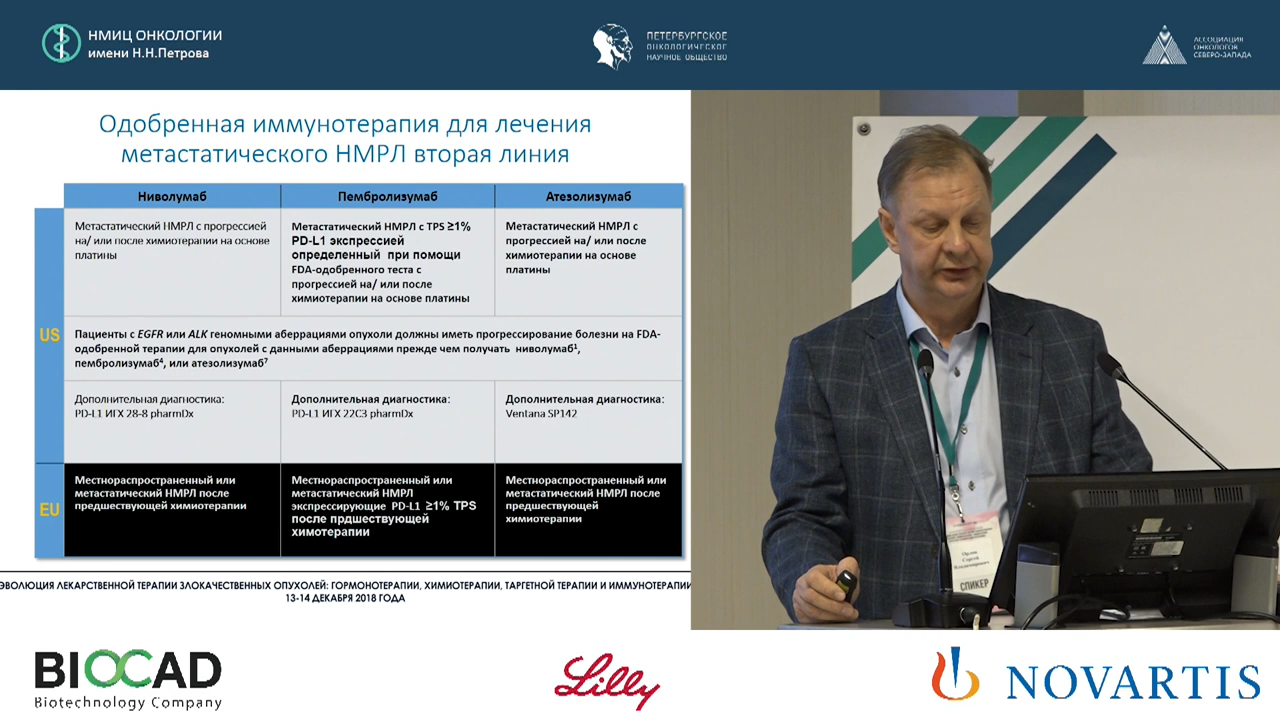 НМИЦ ОНКОЛОГИИ
имени Н.Н.Петрова
ПЕТЕРБУРГСКОЕ
ОНКОЛОГИЧЕСКОЕ
НАУЧНОЕ ОБЩЕСТВО
АССОЦИАЦИЯ
ОНКОЛОГОВ
СЕВЕРО-ЗАПАДА
Одобренная иммунотерапия для лечения
метастатического НМРЛ вторая линия
Ниволумаб
Пембролизумаб
Атезолизумаб
US
Метастатический НМРЛ с прогрессией
на/ или после химиотерапии на основе
платины
Метастатический НМРЛ с TPS ≥1%
PD-L1 экспрессией
определенный при помощи
FDA-одобренного теста с
прогрессией на/ или после
химиотерапии на основе платины
Метастатический НМРЛ с
прогрессией на/ или после
химиотерапии на основе
платины
Пациенты с EGFR или ALK геномными аберрациями опухоли должны иметь прогрессирование болезни на FDA-
одобренной терапии для опухолей с данными аберрациями прежде чем получать ниволумаб¹,
пембролизумаб⁴, или атезолизумаб⁷
Дополнительная диагностика:
PD-L1 ИГХ 28-8 pharmDx
Дополнительная диагностика:
PD-L1 ИГХ 22C3 pharmDx
Дополнительная диагностика:
Ventana SP142
EU
Местнораспространенный или
метастатический НМРЛ после
предшествующей химиотерапии
Местнораспространенный или
метастатический НМРЛ
экспрессирующие PD-L1 ≥1% TPS
после прдшествующей
химотерапии
Местнораспространенный или
метастатический НМРЛ после
предшествующей
химиотерапии
ЭВОЛЮЦИЯ ЛЕКАРСТВЕННОЙ ТЕРАПИИ ЗЛОКАЧЕСТВЕННЫХ ОПУХОЛЕЙ: ГОРМОНОТЕРАПИИ, ХИМИОТЕРАПИИ, ТАРГЕТНОЙ ТЕРАПИИ И ИММУНОТЕРАПИИ
13-14 ДЕКАБРЯ 2018 ГОДА
Орлов
Сергей
Владимирович
СПИКЕР
BIOCAD
Biotechnology Company
Lilly
NOVARTIS